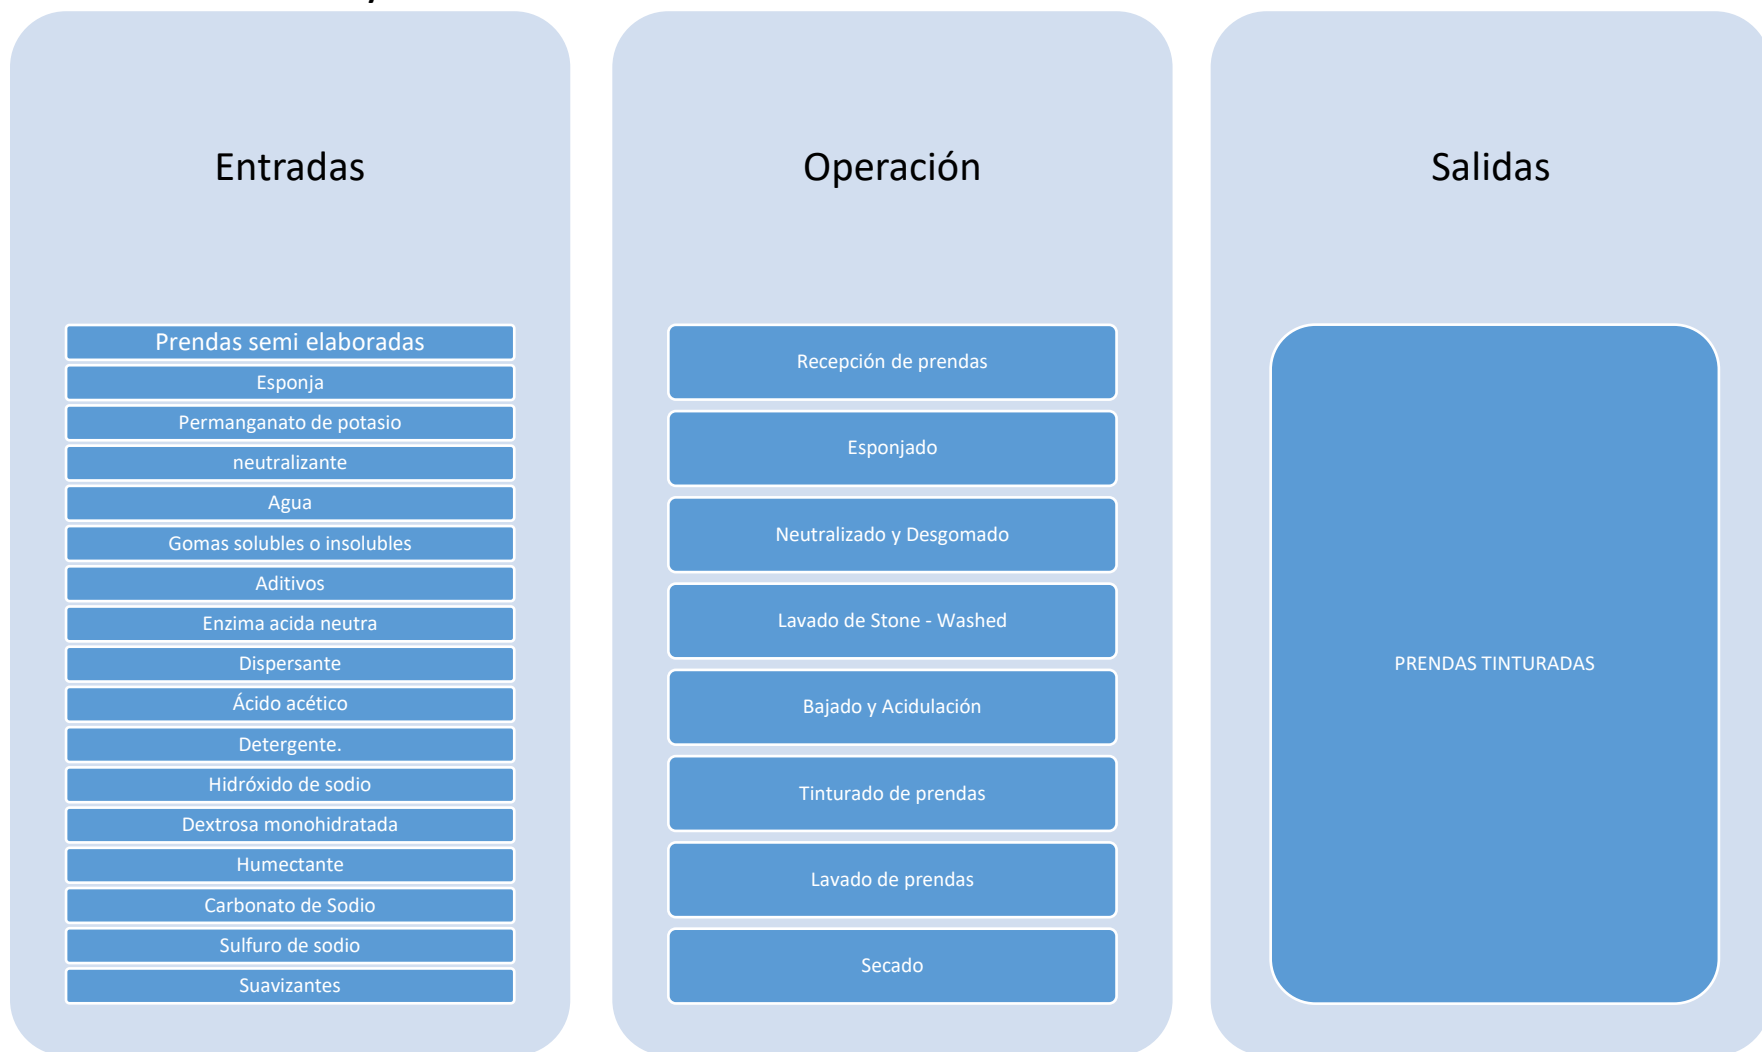 Entradas
Prendas semi elaboradas
Esponja
Permanganato de potasio
neutralizante
Agua
Gomas solubles o insolubles
Aditivos
Enzima acida neutra
Dispersante
Ácido acético
Detergente.
Hidróxido de sodio
Dextrosa monohidratada
Humectante
Carbonato de Sodio
Sulfuro de sodio
Suavizantes
Operación
Recepción de prendas
Esponjado
Neutralizado y Desgomado
Lavado de Stone - Washed
Bajado y Acidulación
Tinturado de prendas
Lavado de prendas
Secado
Salidas
PRENDAS TINTURADAS